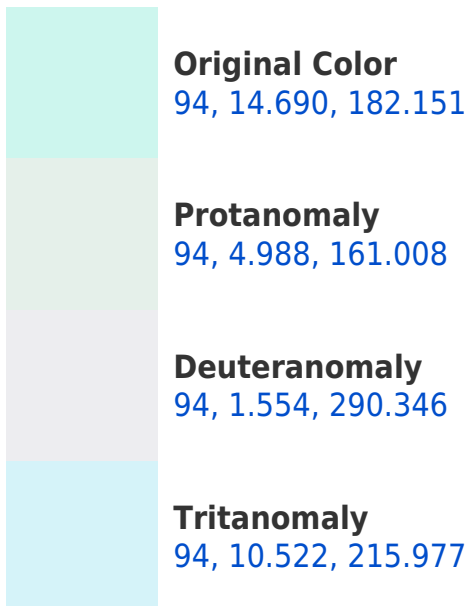 Original Color
94, 14.690, 182.151
Protanomaly
94, 4.988, 161.008
Deuteranomaly
94, 1.554, 290.346
Tritanomaly
94, 10.522, 215.977